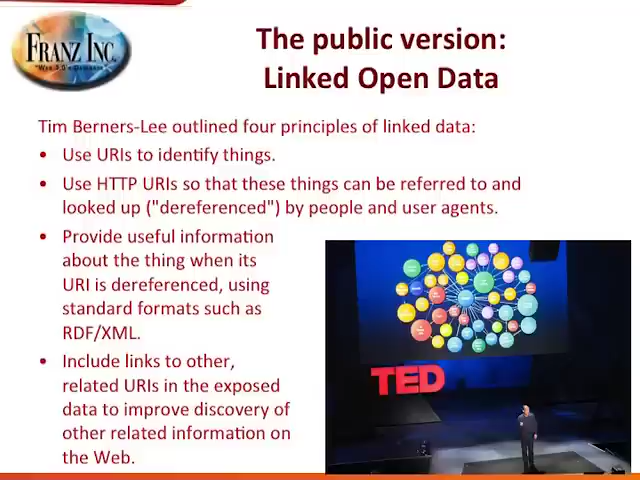 FRANZ INC.
The public version:
Linked Open Data
Tim Berners-Lee outlined four principles of linked data:
• Use URIs to identify things.
• Use HTTP URIs so that these things can be referred to and
looked up ("dereferenced") by people and user agents.
• Provide useful information
about the thing when its
URI is dereferenced, using
standard formats such as
RDF/XML.
• Include links to other,
related URIs in the exposed
data to improve discovery of
other related information on
the Web.
TED